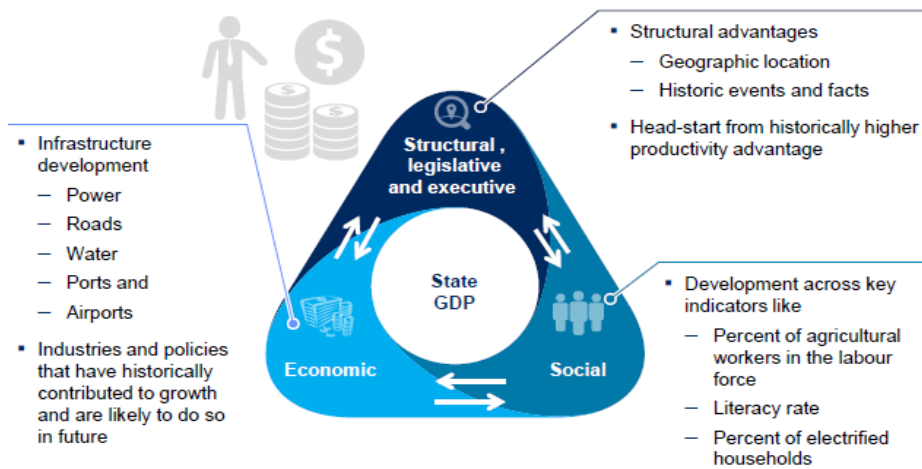 $
▪ Structural advantages
– Geographic location
– Historic events and facts
▪ Head-start from historically higher
productivity advantage
Structural ,
legislative
and executive
▪ Infrastructure
development
– Power
– Roads
– Water
– Ports and
– Airports
▪ Industries and policies
that have historically
contributed to growth
and are likely to do so
in future
State
GDP
Economic
Social
▪ Development across key
indicators like
– Percent of agricultural
workers in the labour
force
– Literacy rate
– Percent of electrified
households